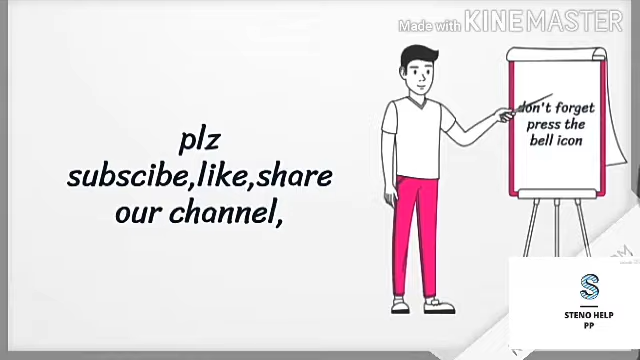 Made with KINEMASTER
don't forget
press the
bell icon
plz
subscibe,like,share
our channel,
STENO HELP
PP